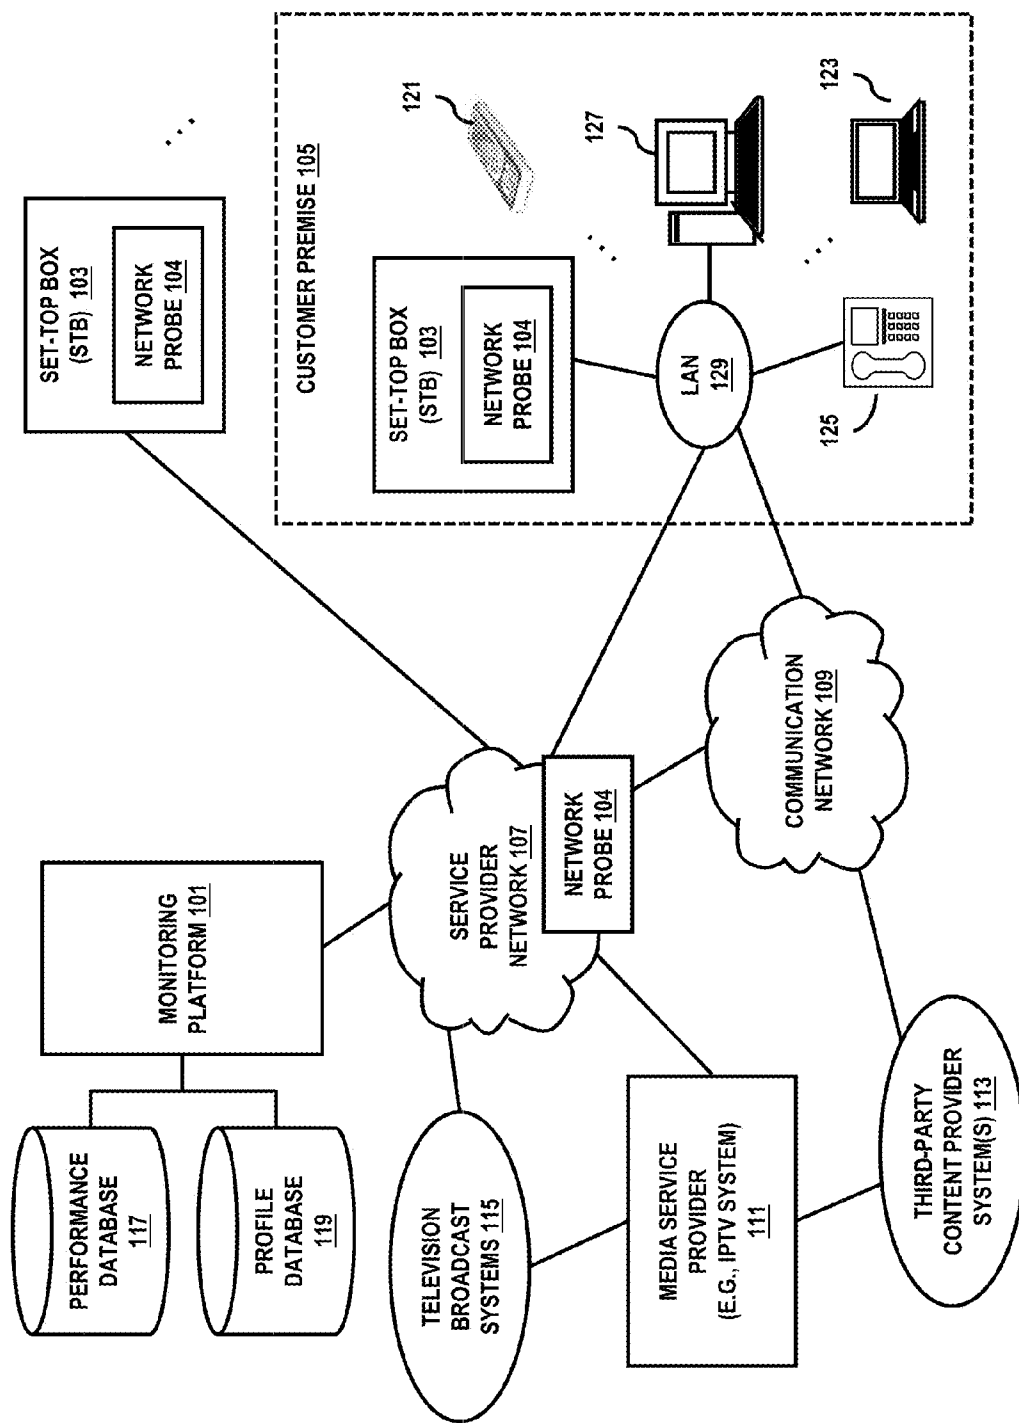 PERFORMANCE
DATABASE
117
PROFILE
DATABASE
119
MONITORING
PLATFORM 101
SET-TOP BOX
(STB) 103
NETWORK
PROBE 104
...
TELEVISION
BROADCAST
SYSTEMS 115
SERVICE
PROVIDER
NETWORK 107
NETWORK
PROBE 104
CUSTOMER PREMISE 105
SET-TOP BOX
(STB) 103
NETWORK
PROBE 104
121
...
MEDIA SERVICE
PROVIDER
(E.G., IPTV SYSTEM)
111
LAN
129
127
...
COMMUNICATION
NETWORK 109
125
123
THIRD-PARTY
CONTENT PROVIDER
SYSTEM(S) 113